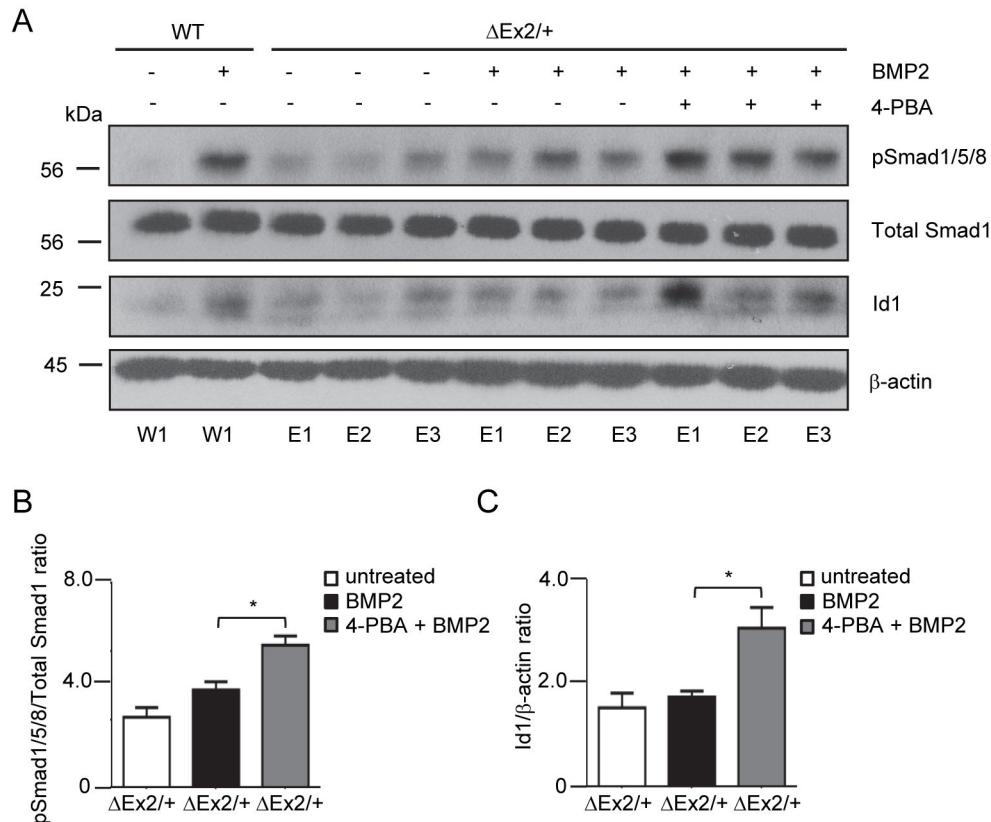 A
WT ΔEx2/+
- + - - - + + + + + + BMP2
- - - - - - - - + + + 4-PBA
kDa
56 pSmad1/5/8
56 Total Smad1
25 Id1
45 β-actin
W1 W1 E1 E2 E3 E1 E2 E3 E1 E2 E3
B
pSmad1/5/8/Total Smad1 ratio
8.0
4.0
0
*
untreated
BMP2
4-PBA + BMP2
ΔEx2/+ ΔEx2/+ ΔEx2/+
C
Id1/β-actin ratio
4.0
2.0
0
*
untreated
BMP2
4-PBA + BMP2
ΔEx2/+ ΔEx2/+ ΔEx2/+